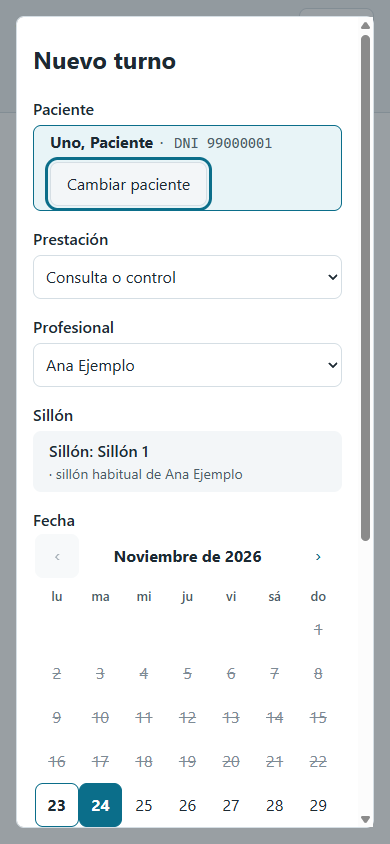 Nuevo turno
Paciente
Uno, Paciente · DNI 99000001
Cambiar paciente
Prestación
Consulta o control
Profesional
Ana Ejemplo
Sillón
Sillón: Sillón 1
· sillón habitual de Ana Ejemplo
Fecha
‹ Noviembre de 2026 ›
lu ma mi ju vi sá do
1
2 3 4 5 6 7 8
9 10 11 12 13 14 15
16 17 18 19 20 21 22
23 24 25 26 27 28 29